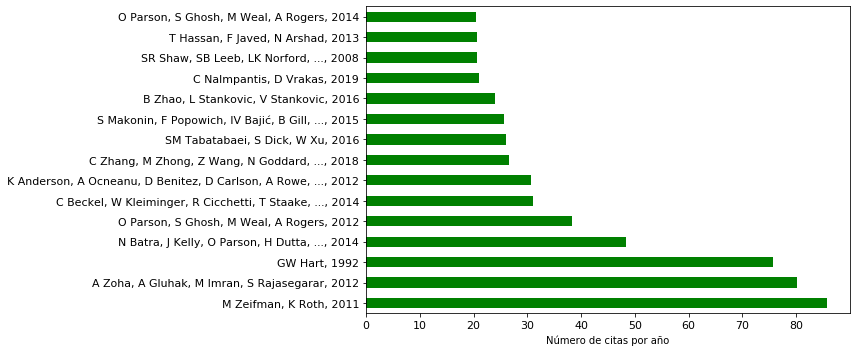 O Parson, S Ghosh, M Weal, A Rogers, 2014
T Hassan, F Javed, N Arshad, 2013
SR Shaw, SB Leeb, LK Norford, ..., 2008
C Nalmpantis, D Vrakas, 2019
B Zhao, L Stankovic, V Stankovic, 2016
S Makonin, F Popowich, IV Bajić, B Gill, ..., 2015
SM Tabatabaei, S Dick, W Xu, 2016
C Zhang, M Zhong, Z Wang, N Goddard, ..., 2018
K Anderson, A Ocneanu, D Benitez, D Carlson, A Rowe, ..., 2012
C Beckel, W Kleiminger, R Cicchetti, T Staake, ..., 2014
O Parson, S Ghosh, M Weal, A Rogers, 2012
N Batra, J Kelly, O Parson, H Dutta, ..., 2014
GW Hart, 1992
A Zoha, A Gluhak, M Imran, S Rajasegarar, 2012
M Zeifman, K Roth, 2011
0 10 20 30 40 50 60 70 80
Número de citas por año